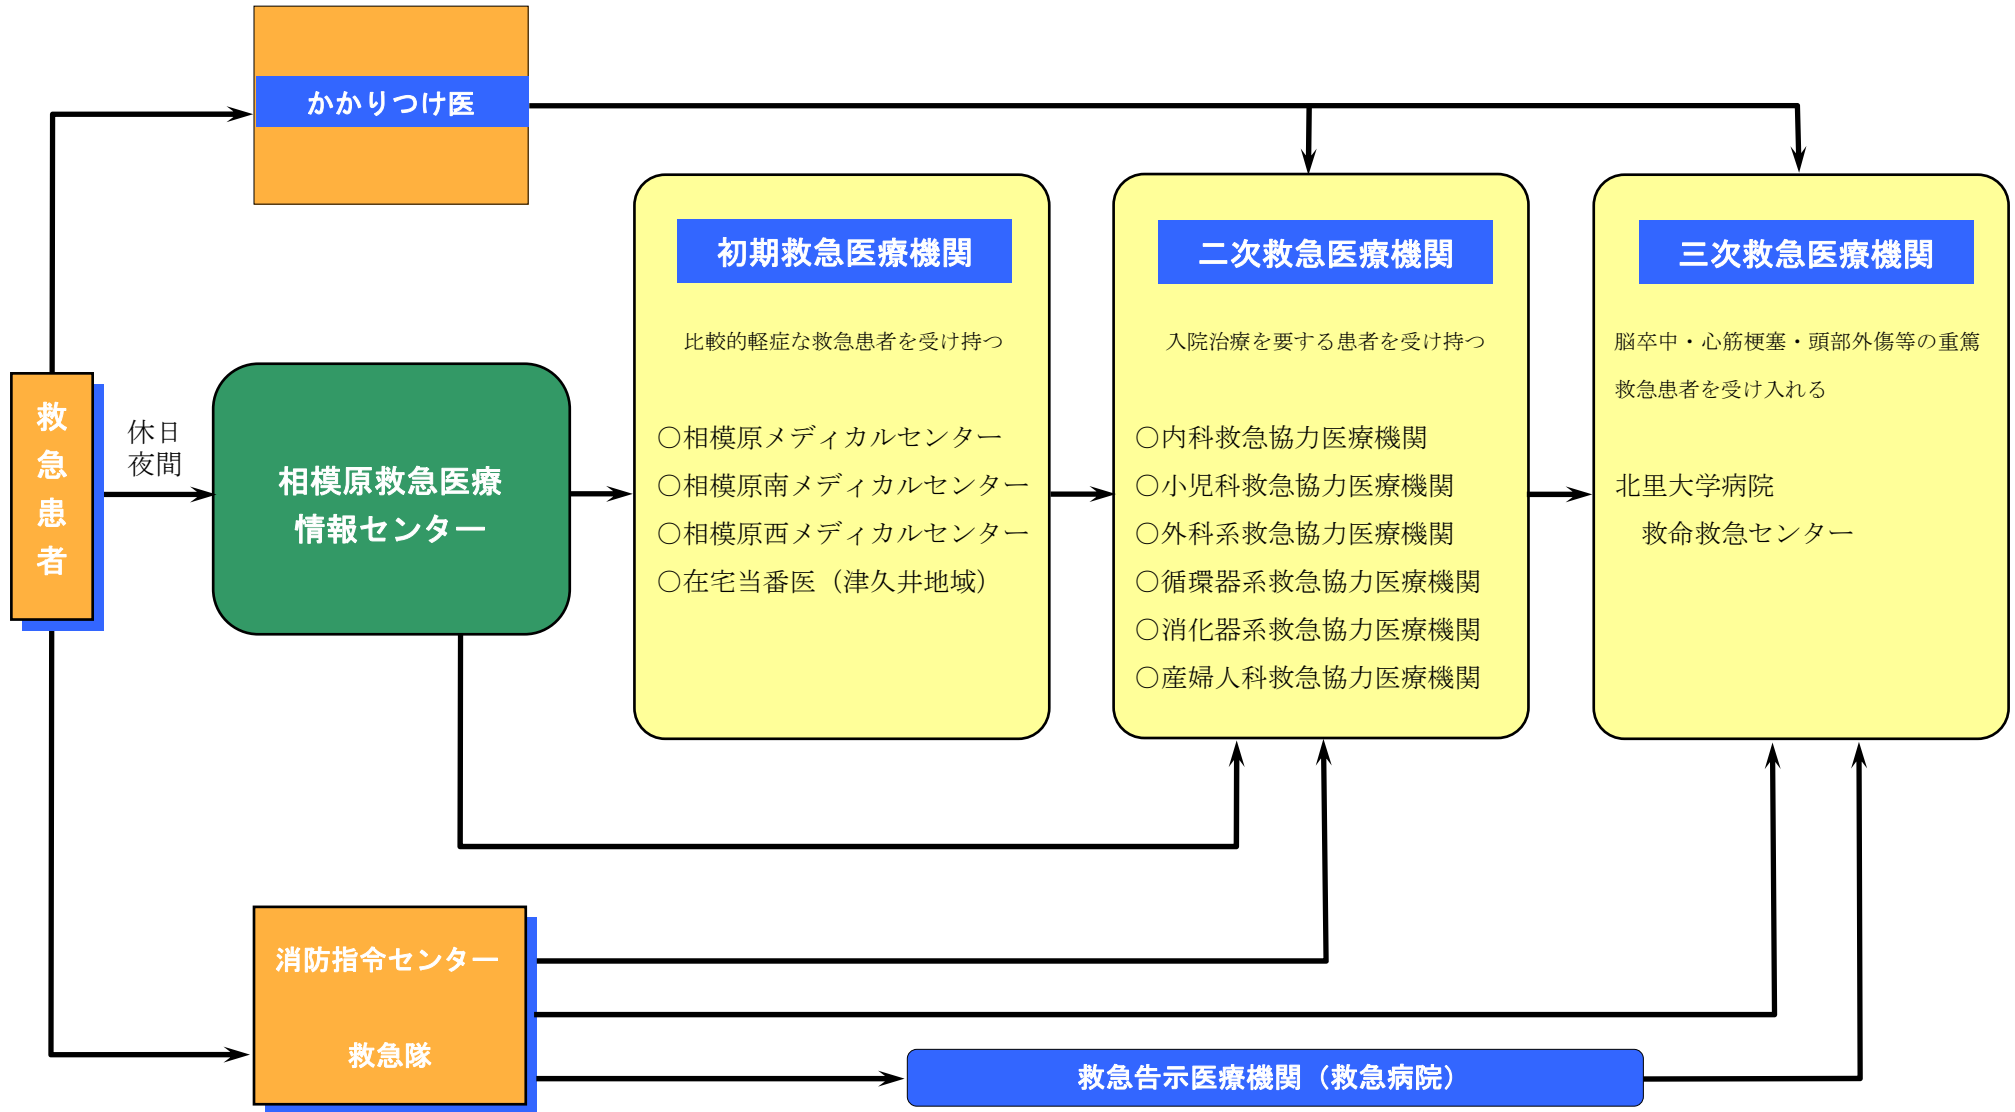 かかりつけ医
救急患者
休日
夜間
相模原救急医療
情報センター
初期救急医療機関
比較的軽症な救急患者を受け持つ
〇相模原メディカルセンター
〇相模原南メディカルセンター
〇相模原西メディカルセンター
〇在宅当番医（津久井地域）
二次救急医療機関
入院治療を要する患者を受け持つ
〇内科救急協力医療機関
〇小児科救急協力医療機関
〇外科系救急協力医療機関
〇循環器系救急協力医療機関
〇消化器系救急協力医療機関
〇産婦人科救急協力医療機関
三次救急医療機関
脳卒中・心筋梗塞・頭部外傷等の重篤
救急患者を受け入れる
北里大学病院
救命救急センター
消防指令センター
救急隊
救急告示医療機関（救急病院）